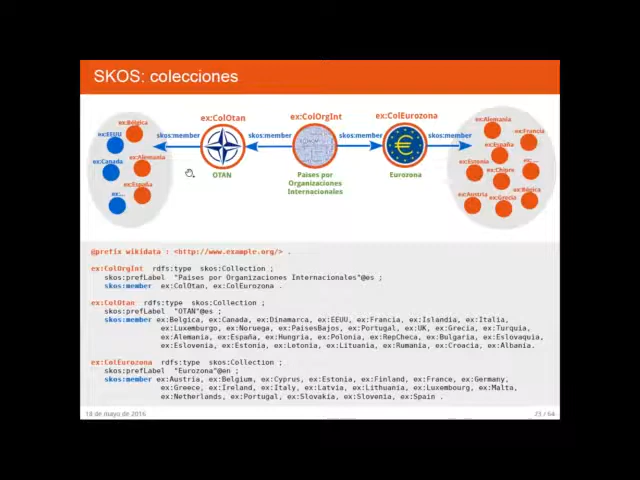 SKOS: colecciones
ex:ColOtan
ex:ColOrgInt
ex:ColEurozona
ex:Bélgica
ex:EEUU
ex:Canada
ex:Alemania
ex:España
ex:...
skos:member
skos:member
skos:member
skos:member
OTAN
Países por
Organizaciones
Internacionales
Eurozona
ex:Alemania
ex:Francia
ex:España
ex:Estonia
ex:...
ex:Chipre
ex:Austria
ex:Grecia
ex:Bégica
@prefix wikidata : <http://www.example.org/> .
ex:ColOrgInt rdfs:type skos:Collection ;
skos:prefLabel "Países por Organizaciones Internacionales"@es ;
skos:member ex:ColOtan, ex:ColEurozona .
ex:ColOtan rdfs:type skos:Collection ;
skos:prefLabel "OTAN"@es ;
skos:member ex:Belgica, ex:Canada, ex:Dinamarca, ex:EEUU, ex:Francia, ex:Islandia, ex:Italia,
ex:Luxemburgo, ex:Noruega, ex:PaisesBajos, ex:Portugal, ex:UK, ex:Grecia, ex:Turquia,
ex:Alemania, ex:España, ex:Hungria, ex:Polonia, ex:RepCheca, ex:Bulgaria, ex:Eslovaquia,
ex:Eslovenia, ex:Estonia, ex:Letonia, ex:Lituania, ex:Rumania, ex:Croacia, ex:Albania.
ex:ColEurozona rdfs:type skos:Collection ;
skos:prefLabel "Eurozona"@en ;
skos:member ex:Austria, ex:Belgium, ex:Cyprus, ex:Estonia, ex:Finland, ex:France, ex:Germany,
ex:Greece, ex:Ireland, ex:Italy, ex:Latvia, ex:Lithuania, ex:Luxembourg, ex:Malta,
ex:Netherlands, ex:Portugal, ex:Slovakia, ex:Slovenia, ex:Spain .
18 de mayo de 2016
23 / 64